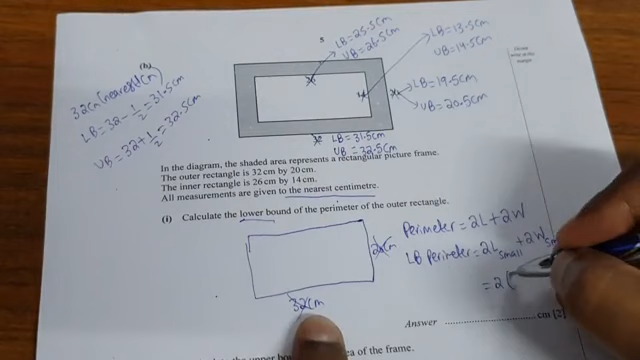 (b)
32cm (nearest cm)
LB = 32 - 1/2 = 31.5cm
UB = 32 + 1/2 = 32.5cm
LB = 25.5cm
UB = 26.5cm
LB = 13.5cm
UB = 14.5cm
LB = 19.5cm
UB = 20.5cm
LB = 31.5cm
UB = 32.5cm
In the diagram, the shaded area represents a rectangular picture frame.
The outer rectangle is 32 cm by 20 cm.
The inner rectangle is 26 cm by 14 cm.
All measurements are given to the nearest centimetre.
(i) Calculate the lower bound of the perimeter of the outer rectangle.
Perimeter = 2L + 2W
LB Perimeter = 2L small + 2W sm
= 2(
20cm
32cm
Answer .............................. cm [2]
of the frame.